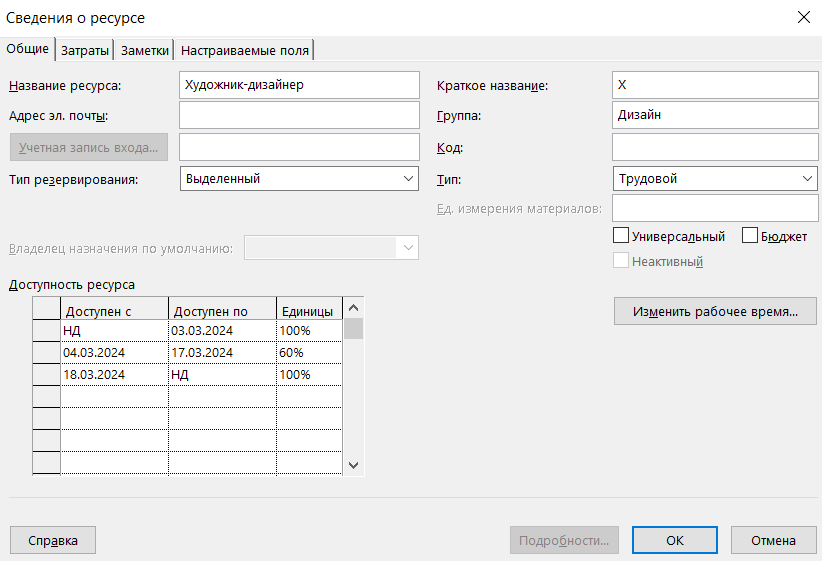 Сведения о ресурсе
Общие Затраты Заметки Настраиваемые поля
Название ресурса: Художник-дизайнер Краткое название: Х
Адрес эл. почты: Группа: Дизайн
Учетная запись входа... Код:
Тип резервирования: Выделенный Тип: Трудовой
Ед. измерения материалов:
Универсальный Бюджет
Владелец назначения по умолчанию:
Неактивный
Доступность ресурса
Изменить рабочее время...
Доступен с Доступен по Единицы
НД 03.03.2024 100%
04.03.2024 17.03.2024 60%
18.03.2024 НД 100%
Справка Подробности... ОК Отмена